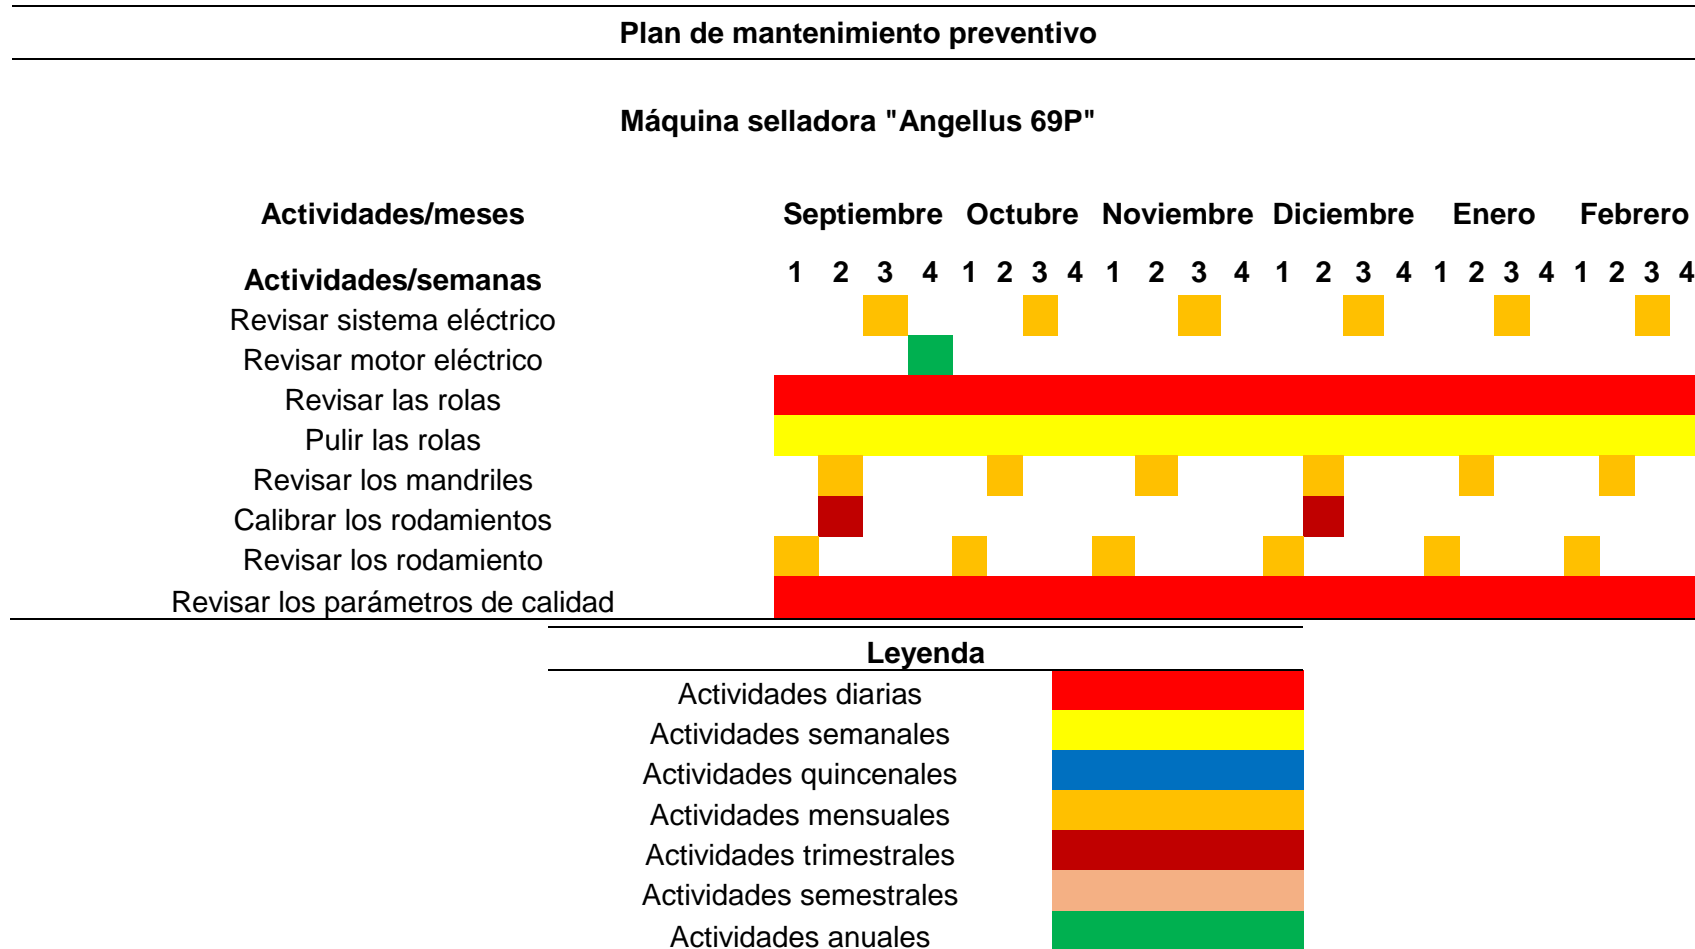 Plan de mantenimiento preventivo
Máquina selladora "Angellus 69P"
Actividades/meses Septiembre Octubre Noviembre Diciembre Enero Febrero
Actividades/semanas 1 2 3 4 1 2 3 4 1 2 3 4 1 2 3 4 1 2 3 4 1 2 3 4
Revisar sistema eléctrico
Revisar motor eléctrico
Revisar las rolas
Pulir las rolas
Revisar los mandriles
Calibrar los rodamientos
Revisar los rodamiento
Revisar los parámetros de calidad
Leyenda
Actividades diarias
Actividades semanales
Actividades quincenales
Actividades mensuales
Actividades trimestrales
Actividades semestrales
Actividades anuales